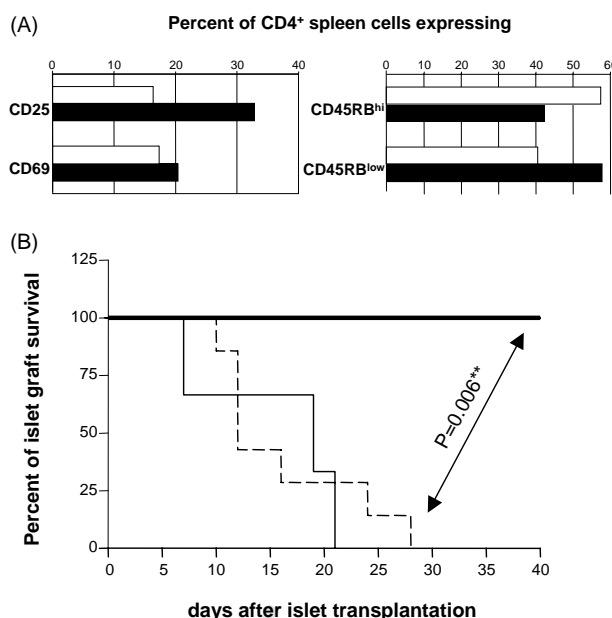 (A) Percent of CD4⁺ spleen cells expressing
0 10 20 30 40
0 10 20 30 40 50 60
CD25
CD69
CD45RBhi
CD45RBlow
(B)
125
100
75
50
25
0
Percent of islet graft survival
P=0.006**
0 5 10 15 20 25 30 35 40
days after islet transplantation